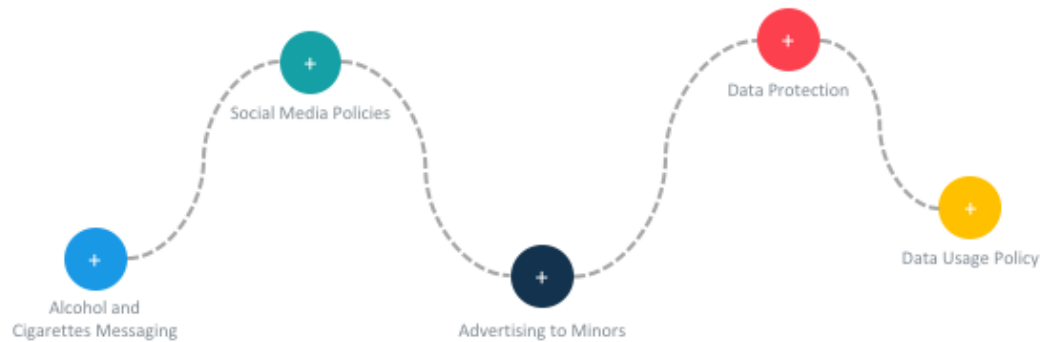 +
Social Media Policies
+
Data Protection
+
Alcohol and
Cigarettes Messaging
+
Advertising to Minors
+
Data Usage Policy